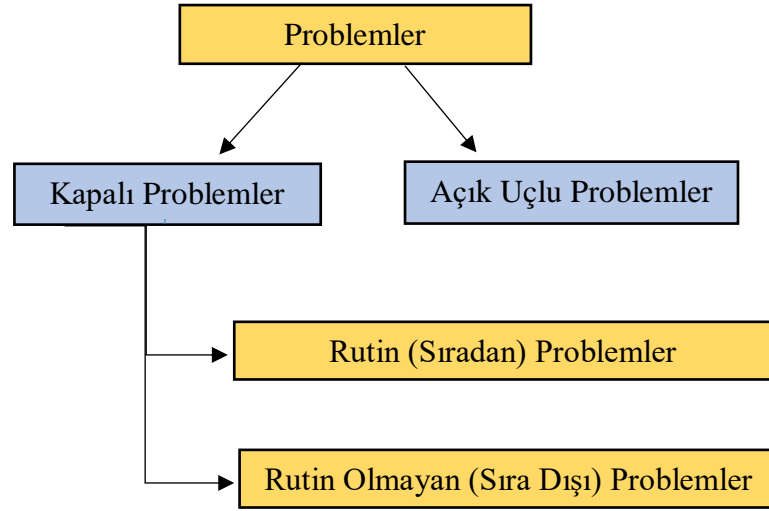 Problemler
Kapalı Problemler
Açık Uçlu Problemler
Rutin (Sıradan) Problemler
Rutin Olmayan (Sıra Dışı) Problemler